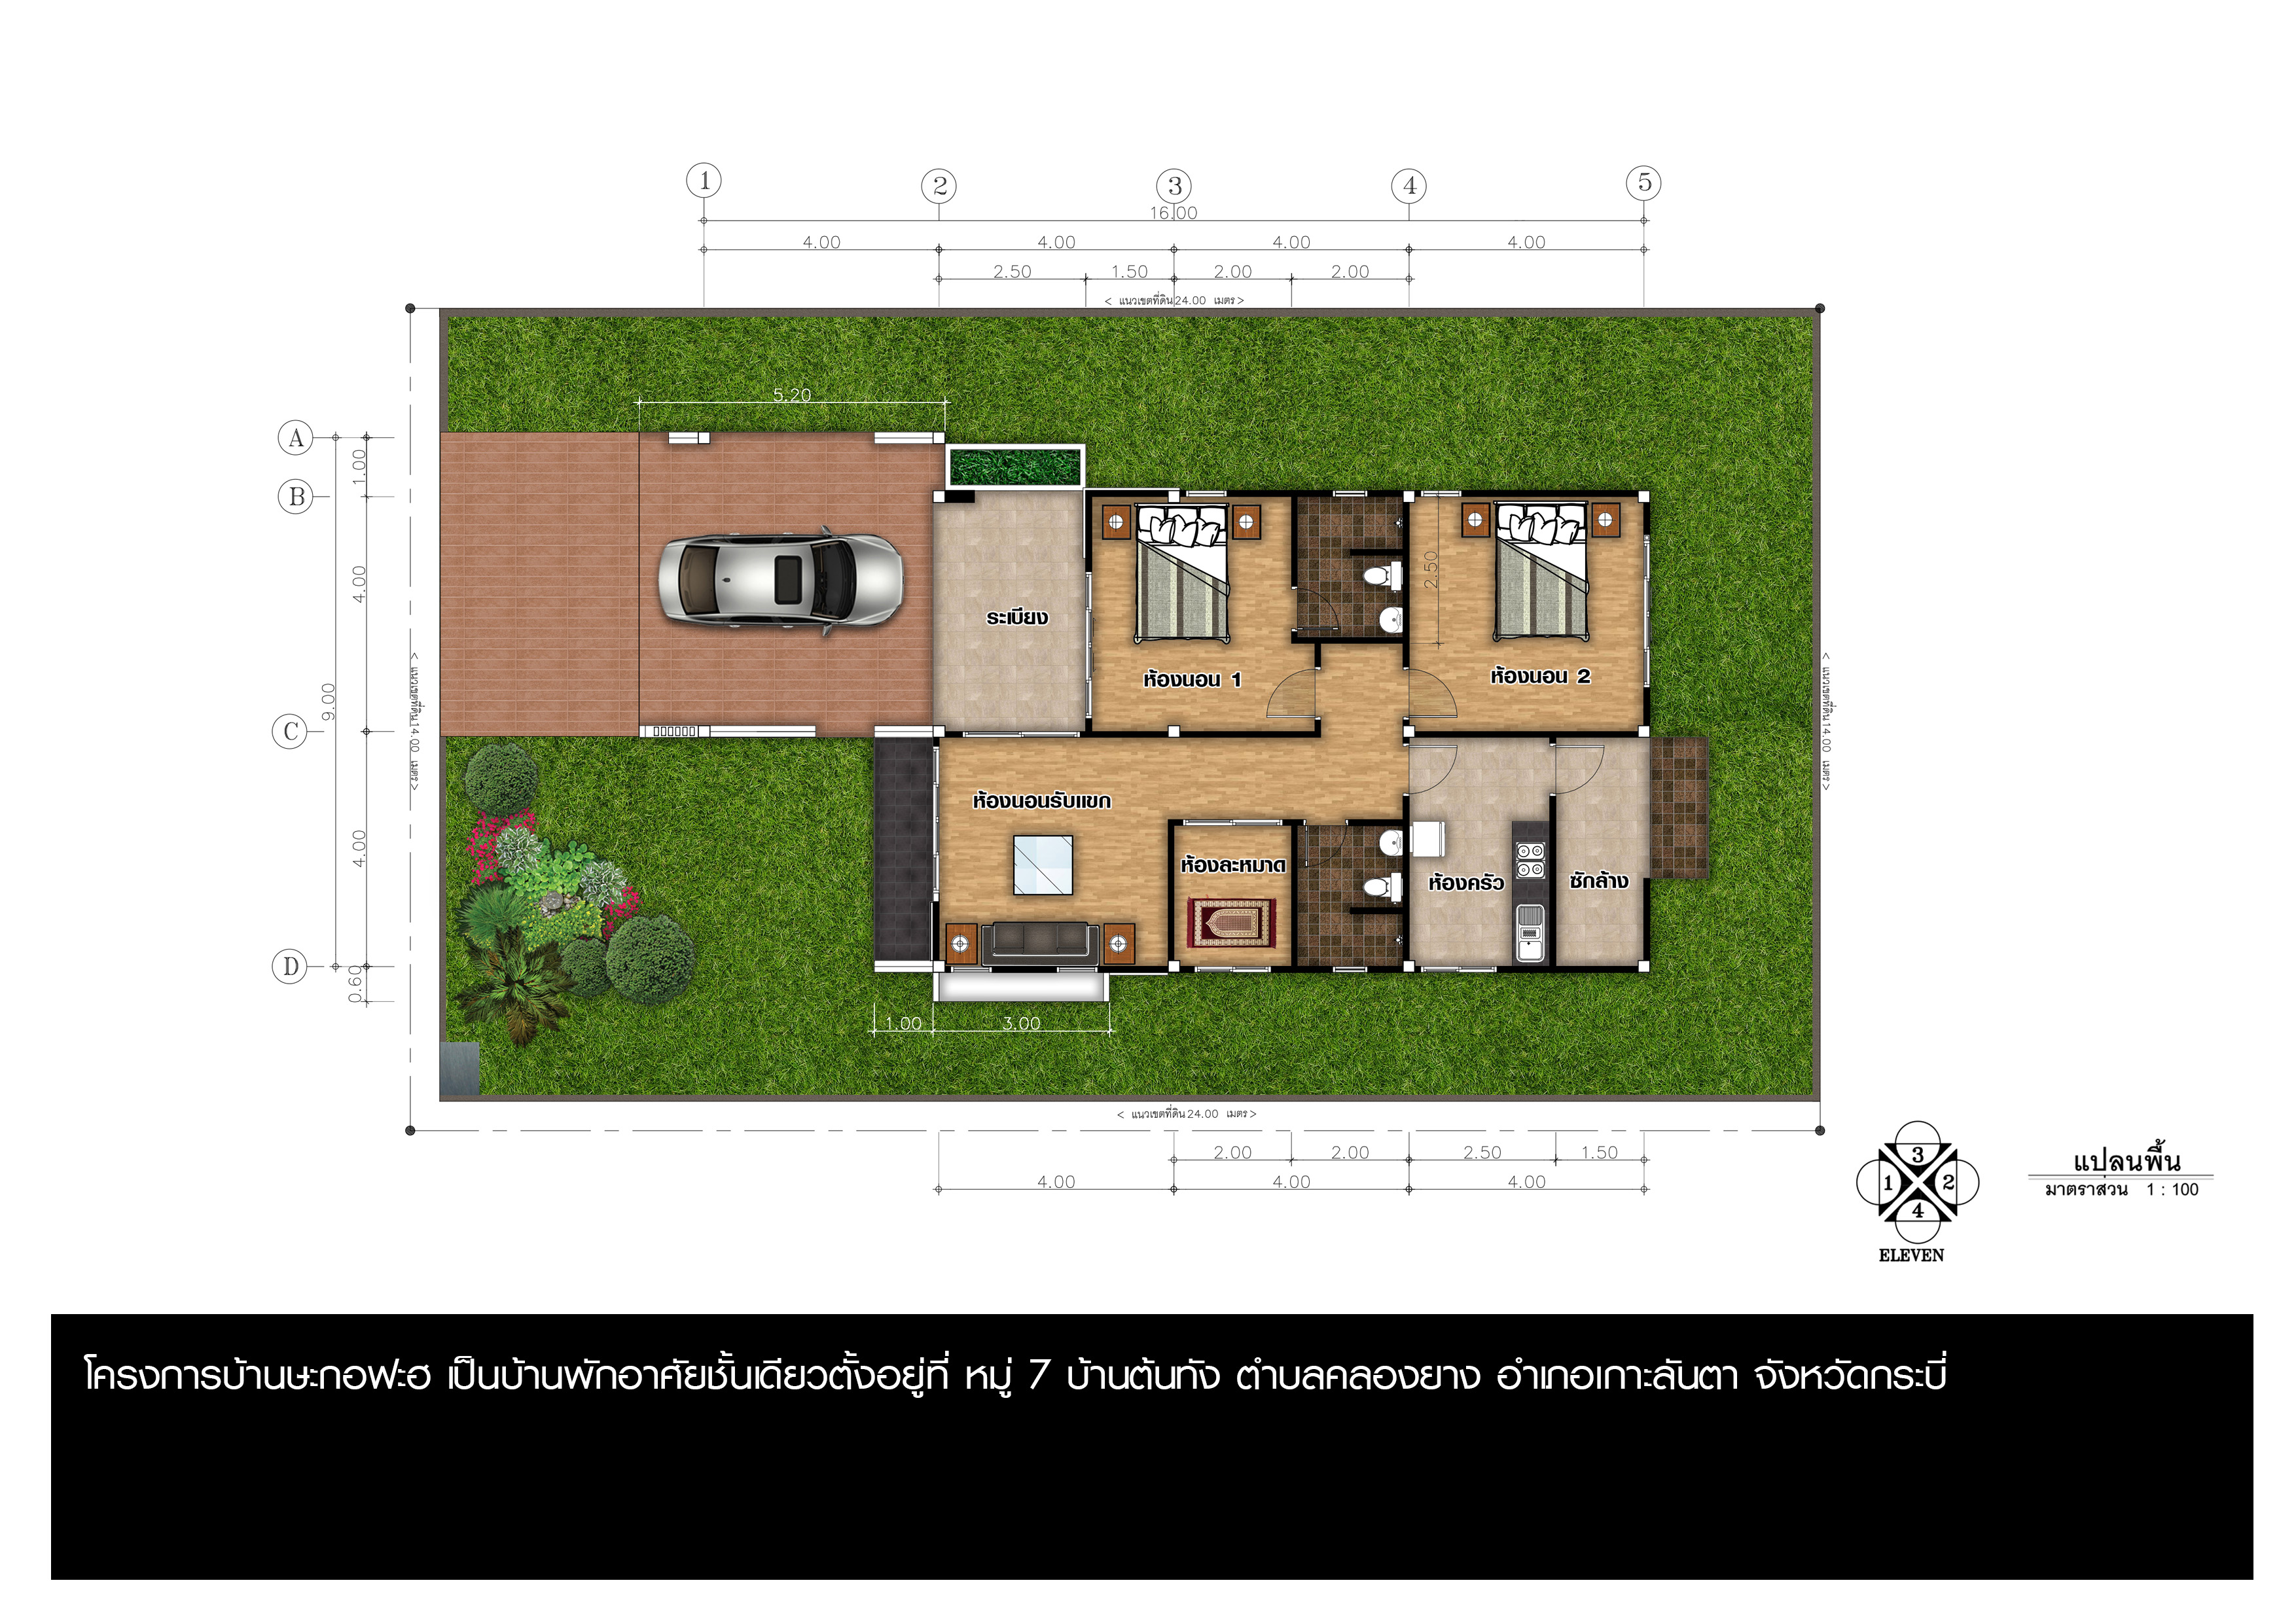 1 2 3 4 5
16.00
4.00 4.00 4.00 4.00
2.50 1.50 2.00 2.00
< แนวเขตที่ดิน 24.00 เมตร >
5.20
A
1.00
B
4.00
2.50
ระเบียง
ห้องนอน 1
ห้องนอน 2
9.00
< แนวเขตที่ดิน 14.00 เมตร >
< แนวเขตที่ดิน 14.00 เมตร >
C
ห้องนอนรับแขก
4.00
ห้องละหมาด
ห้องครัว
ซักล้าง
D
0.60
1.00 3.00
< แนวเขตที่ดิน 24.00 เมตร >
2.00 2.00 2.50 1.50
4.00 4.00 4.00
3
1 2
4
ELEVEN
แปลนพื้น
มาตราส่วน 1 : 100
โครงการบ้านษะกอฟะฮ เป็นบ้านพักอาศัยชั้นเดียวตั้งอยู่ที่ หมู่ 7 บ้านต้นทัง ตำบลคลองยาง อำเภอเกาะลันตา จังหวัดกระบี่